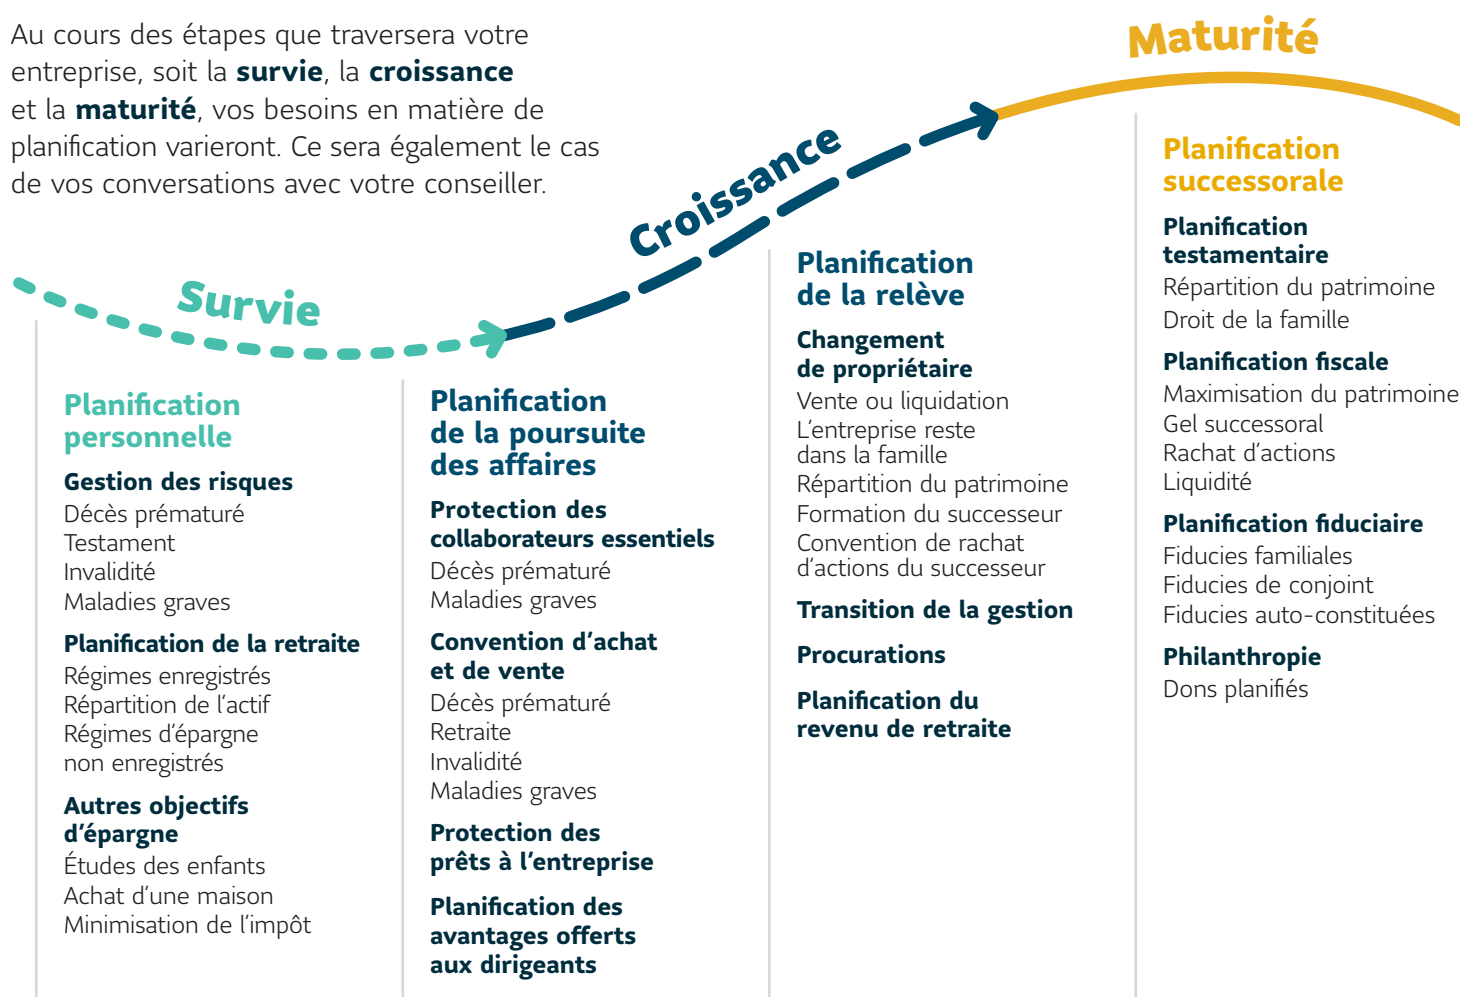 Au cours des étapes que traversera votre
entreprise, soit la survie, la croissance
et la maturité, vos besoins en matière de
planification varieront. Ce sera également le cas
de vos conversations avec votre conseiller.
Survie
Croissance
Maturité
Planification
personnelle
Gestion des risques
Décès prématuré
Testament
Invalidité
Maladies graves
Planification de la retraite
Régimes enregistrés
Répartition de l'actif
Régimes d'épargne
non enregistrés
Autres objectifs
d'épargne
Études des enfants
Achat d'une maison
Minimisation de l'impôt
Planification
de la poursuite
des affaires
Protection des
collaborateurs essentiels
Décès prématuré
Maladies graves
Convention d'achat
et de vente
Décès prématuré
Retraite
Invalidité
Maladies graves
Protection des
prêts à l'entreprise
Planification des
avantages offerts
aux dirigeants
Planification
de la relève
Changement
de propriétaire
Vente ou liquidation
L'entreprise reste
dans la famille
Répartition du patrimoine
Formation du successeur
Convention de rachat
d'actions du successeur
Transition de la gestion
Procurations
Planification du
revenu de retraite
Planification
successorale
Planification
testamentaire
Répartition du patrimoine
Droit de la famille
Planification fiscale
Maximisation du patrimoine
Gel successoral
Rachat d'actions
Liquidité
Planification fiduciaire
Fiducies familiales
Fiducies de conjoint
Fiducies auto-constituées
Philanthropie
Dons planifiés